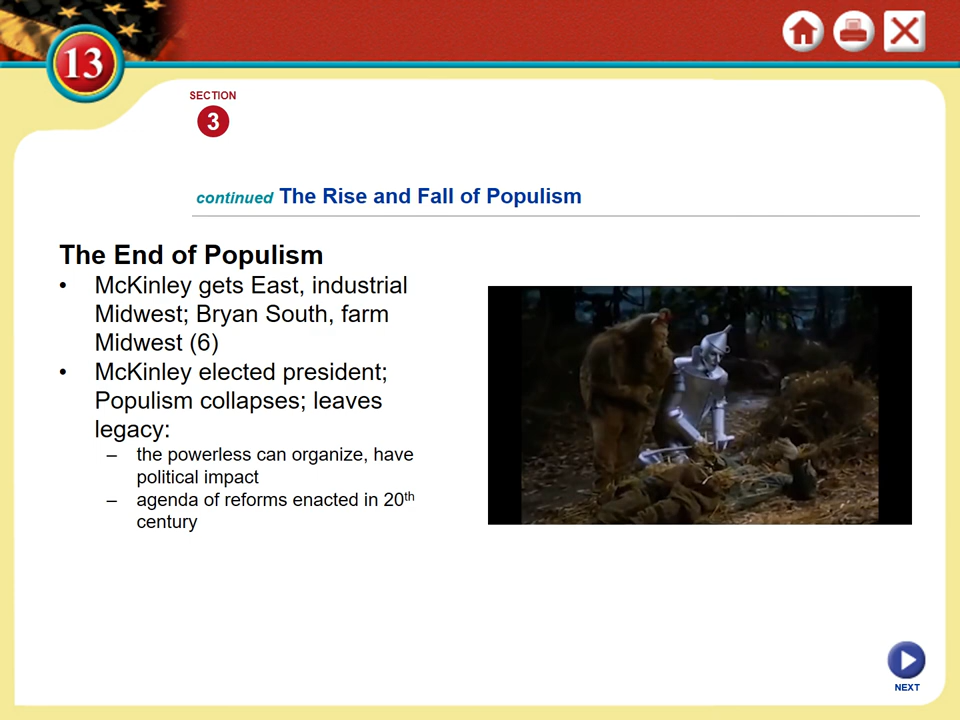 13
SECTION
3
continued The Rise and Fall of Populism
The End of Populism
• McKinley gets East, industrial
Midwest; Bryan South, farm
Midwest (6)
• McKinley elected president;
Populism collapses; leaves
legacy:
– the powerless can organize, have
political impact
– agenda of reforms enacted in 20th
century
NEXT